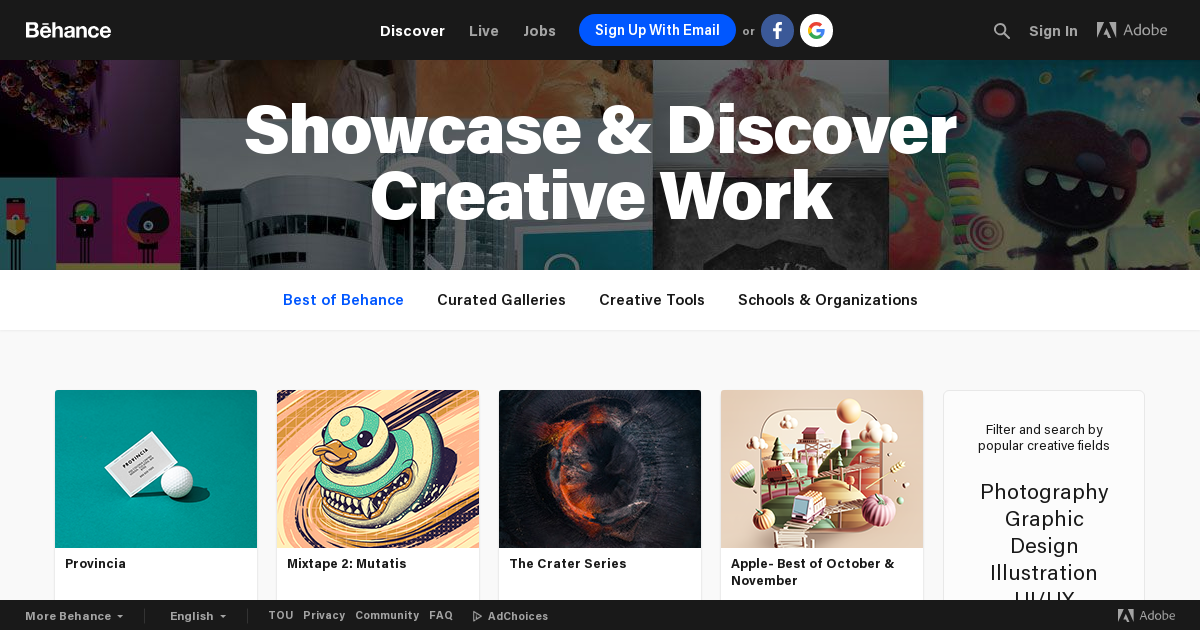 Bēhance
Discover Live Jobs Sign Up With Email or Sign In Adobe
Showcase & Discover
Creative Work
Best of Behance Curated Galleries Creative Tools Schools & Organizations
PROVINCIA
Filter and search by
popular creative fields
Photography
Graphic
Design
Illustration
UI/UX
Provincia Mixtape 2: Mutatis The Crater Series Apple- Best of October &
November
More Behance English TOU Privacy Community FAQ AdChoices Adobe